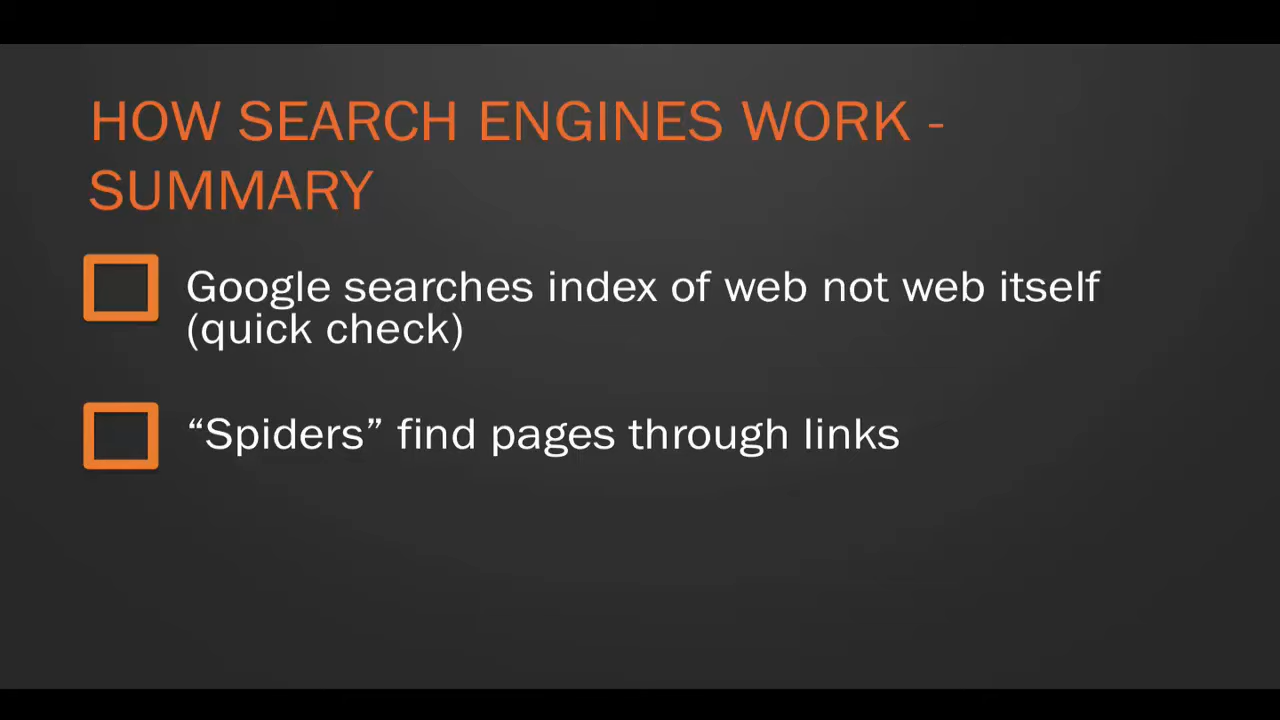 HOW SEARCH ENGINES WORK -
SUMMARY
Google searches index of web not web itself
(quick check)
“Spiders” find pages through links